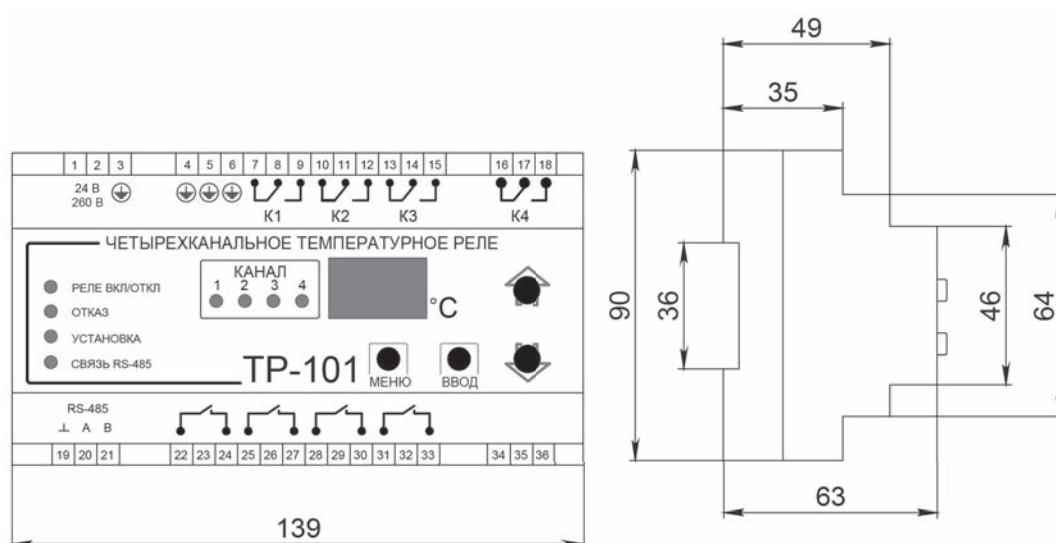 49
35
1 2 3 4 5 6 7 8 9 10 11 12 13 14 15 16 17 18
24 В
260 В
К1 К2 К3 К4
ЧЕТЫРЕХКАНАЛЬНОЕ ТЕМПЕРАТУРНОЕ РЕЛЕ
КАНАЛ
1 2 3 4
РЕЛЕ ВКЛ/ОТКЛ
ОТКАЗ
°C
УСТАНОВКА
СВЯЗЬ RS-485
ТР-101
МЕНЮ
ВВОД
90
36
46
64
RS-485
⊥ A B
19 20 21 22 23 24 25 26 27 28 29 30 31 32 33 34 35 36
63
139